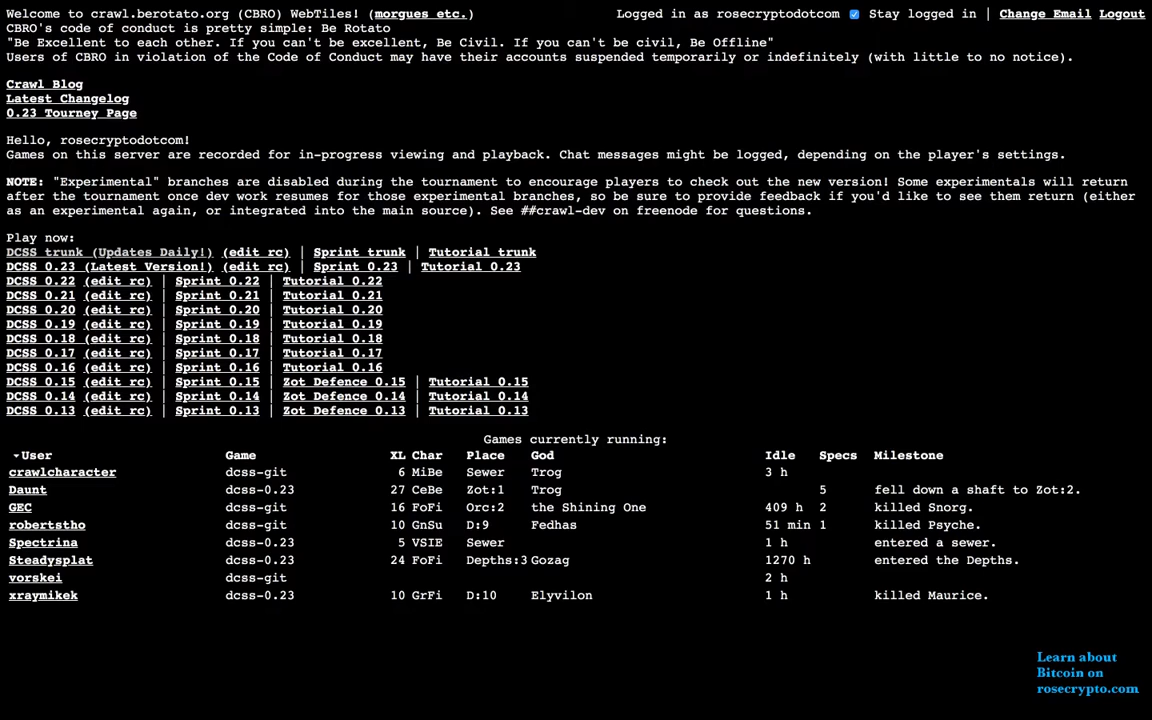 Welcome to crawl.berotato.org (CBRO) WebTiles! (morgues etc.) Logged in as rosecryptodotcom Stay logged in | Change Email Logout
CBRO's code of conduct is pretty simple: Be Rotato
"Be Excellent to each other. If you can't be excellent, Be Civil. If you can't be civil, Be Offline"
Users of CBRO in violation of the Code of Conduct may have their accounts suspended temporarily or indefinitely (with little to no notice).
Crawl Blog
Latest Changelog
0.23 Tourney Page
Hello, rosecryptodotcom!
Games on this server are recorded for in-progress viewing and playback. Chat messages might be logged, depending on the player's settings.
NOTE: "Experimental" branches are disabled during the tournament to encourage players to check out the new version! Some experimentals will return
after the tournament once dev work resumes for those experimental branches, so be sure to provide feedback if you'd like to see them return (either
as an experimental again, or integrated into the main source). See ##crawl-dev on freenode for questions.
Play now:
DCSS trunk (Updates Daily!) (edit rc) | Sprint trunk | Tutorial trunk
DCSS 0.23 (Latest Version!) (edit rc) | Sprint 0.23 | Tutorial 0.23
DCSS 0.22 (edit rc) | Sprint 0.22 | Tutorial 0.22
DCSS 0.21 (edit rc) | Sprint 0.21 | Tutorial 0.21
DCSS 0.20 (edit rc) | Sprint 0.20 | Tutorial 0.20
DCSS 0.19 (edit rc) | Sprint 0.19 | Tutorial 0.19
DCSS 0.18 (edit rc) | Sprint 0.18 | Tutorial 0.18
DCSS 0.17 (edit rc) | Sprint 0.17 | Tutorial 0.17
DCSS 0.16 (edit rc) | Sprint 0.16 | Tutorial 0.16
DCSS 0.15 (edit rc) | Sprint 0.15 | Zot Defence 0.15 | Tutorial 0.15
DCSS 0.14 (edit rc) | Sprint 0.14 | Zot Defence 0.14 | Tutorial 0.14
DCSS 0.13 (edit rc) | Sprint 0.13 | Zot Defence 0.13 | Tutorial 0.13
Games currently running:
User Game XL Char Place God Idle Specs Milestone
crawlcharacter dcss-git 6 MiBe Sewer Trog 3 h
Daunt dcss-0.23 27 CeBe Zot:1 Trog 5 fell down a shaft to Zot:2.
GEC dcss-git 16 FoFi Orc:2 the Shining One 409 h 2 killed Snorg.
robertstho dcss-git 10 GnSu D:9 Fedhas 51 min 1 killed Psyche.
Spectrina dcss-git 5 VSIE Sewer 1 h entered a sewer.
Steadysplat dcss-0.23 24 FoFi Depths:3 Gozag 1270 h entered the Depths.
vorskei dcss-git 2 h
xraymikek dcss-0.23 10 GrFi D:10 Elyvilon 1 h killed Maurice.
Learn about
Bitcoin on
rosecrypto.com